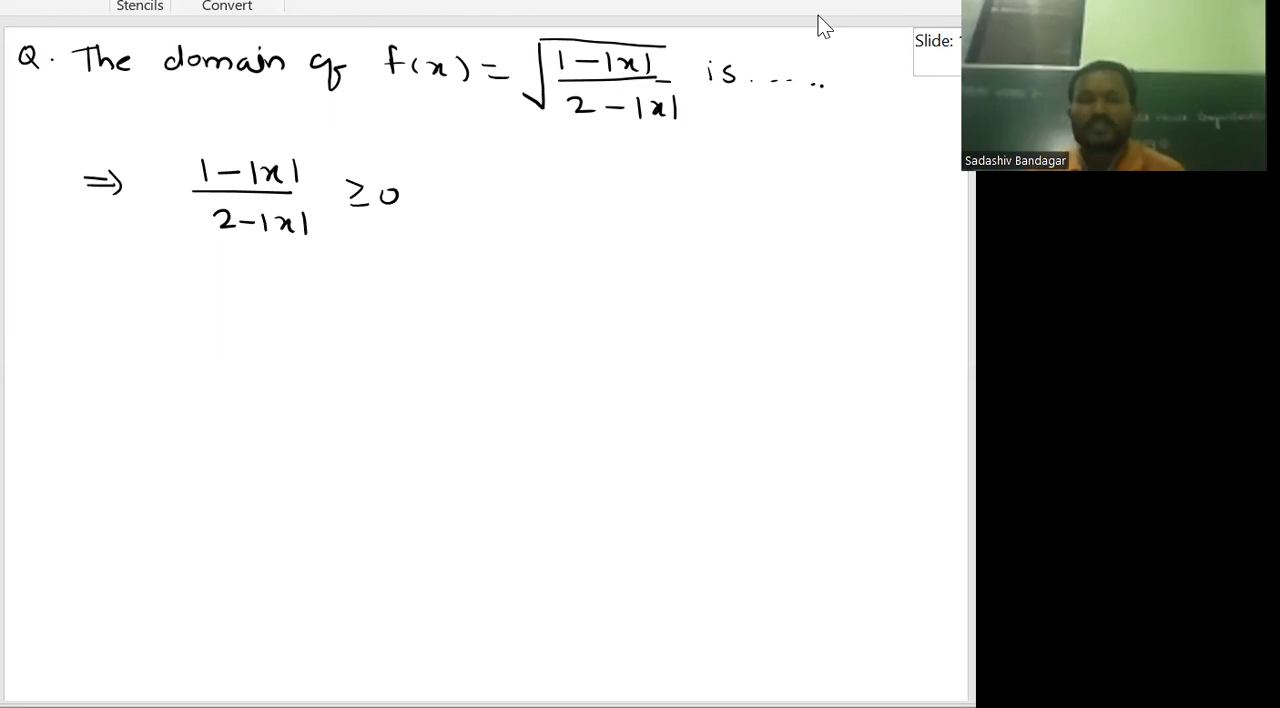 Stencils Convert
Q. The domain of f(x) = √((1-|x|)/(2-|x|)) is .....
Slide:
Sadashiv Bandagar
⇒ (1-|x|)/(2-|x|) ≥ 0